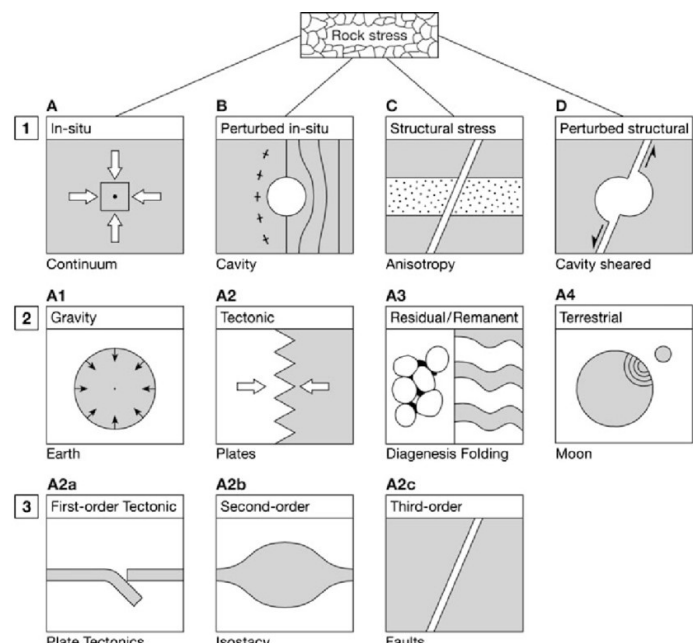 Rock stress
A B C D
1 In-situ Perturbed in-situ Structural stress Perturbed structural
Continuum Cavity Anisotropy Cavity sheared
A1 A2 A3 A4
2 Gravity Tectonic Residual/Remanent Terrestrial
Earth Plates Diagenesis Folding Moon
A2a A2b A2c
3 First-order Tectonic Second-order Third-order
Plate Tectonics Isostacy Faults